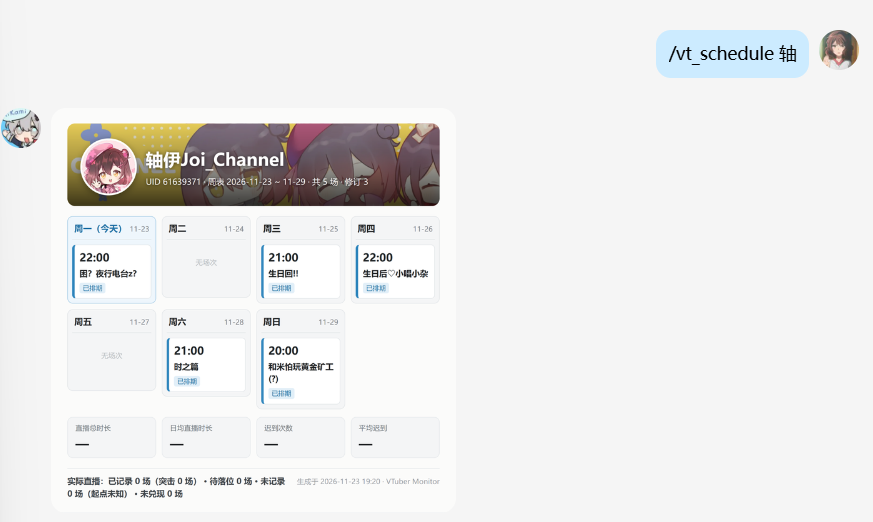 /vt_schedule 轴
轴伊Joi_Channel
UID 61639371 · 周表 2026-11-23 ~ 11-29 · 共 5 场 · 修订 3
周一（今天） 11-23
22:00
困？夜行电台z?
已排期
周二 11-24
无场次
周三 11-25
21:00
生日回!!
已排期
周四 11-26
22:00
生日后♡小唱小杂
已排期
周五 11-27
无场次
周六 11-28
21:00
时之篇
已排期
周日 11-29
20:00
和米怕玩黄金矿工
(?)
已排期
直播总时长
—
日均直播时长
—
迟到次数
—
平均迟到
—
实际直播：已记录 0 场（突击 0 场）• 待落位 0 场 • 未记录
0 场（起点未知）• 未兑现 0 场
生成于 2026-11-23 19:20 · VTuber Monitor